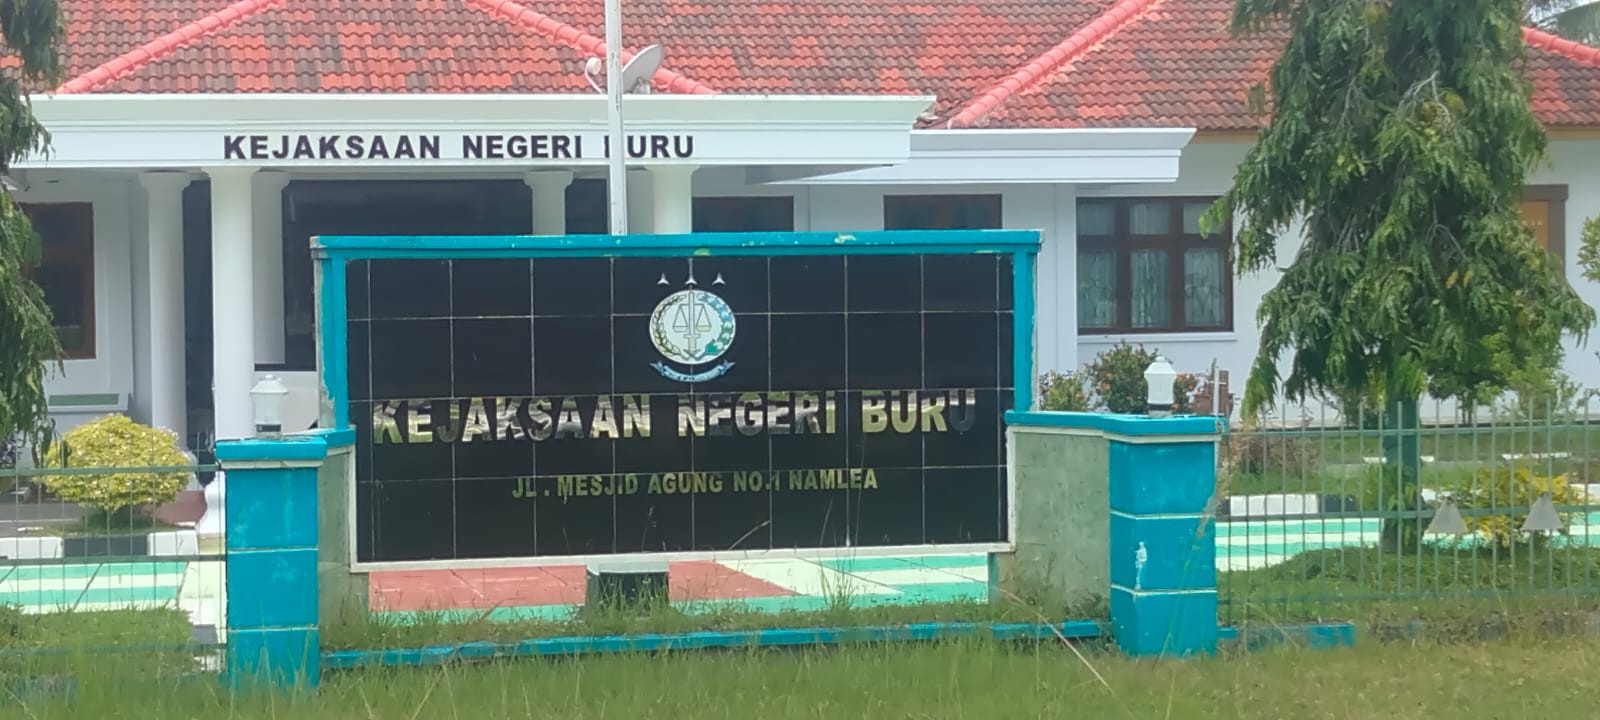 KEJAKSAAN NEGERI BURU
KEJAKSAAN NEGERI BURU
JL . MESJID AGUNG NO.1 NAMLEA